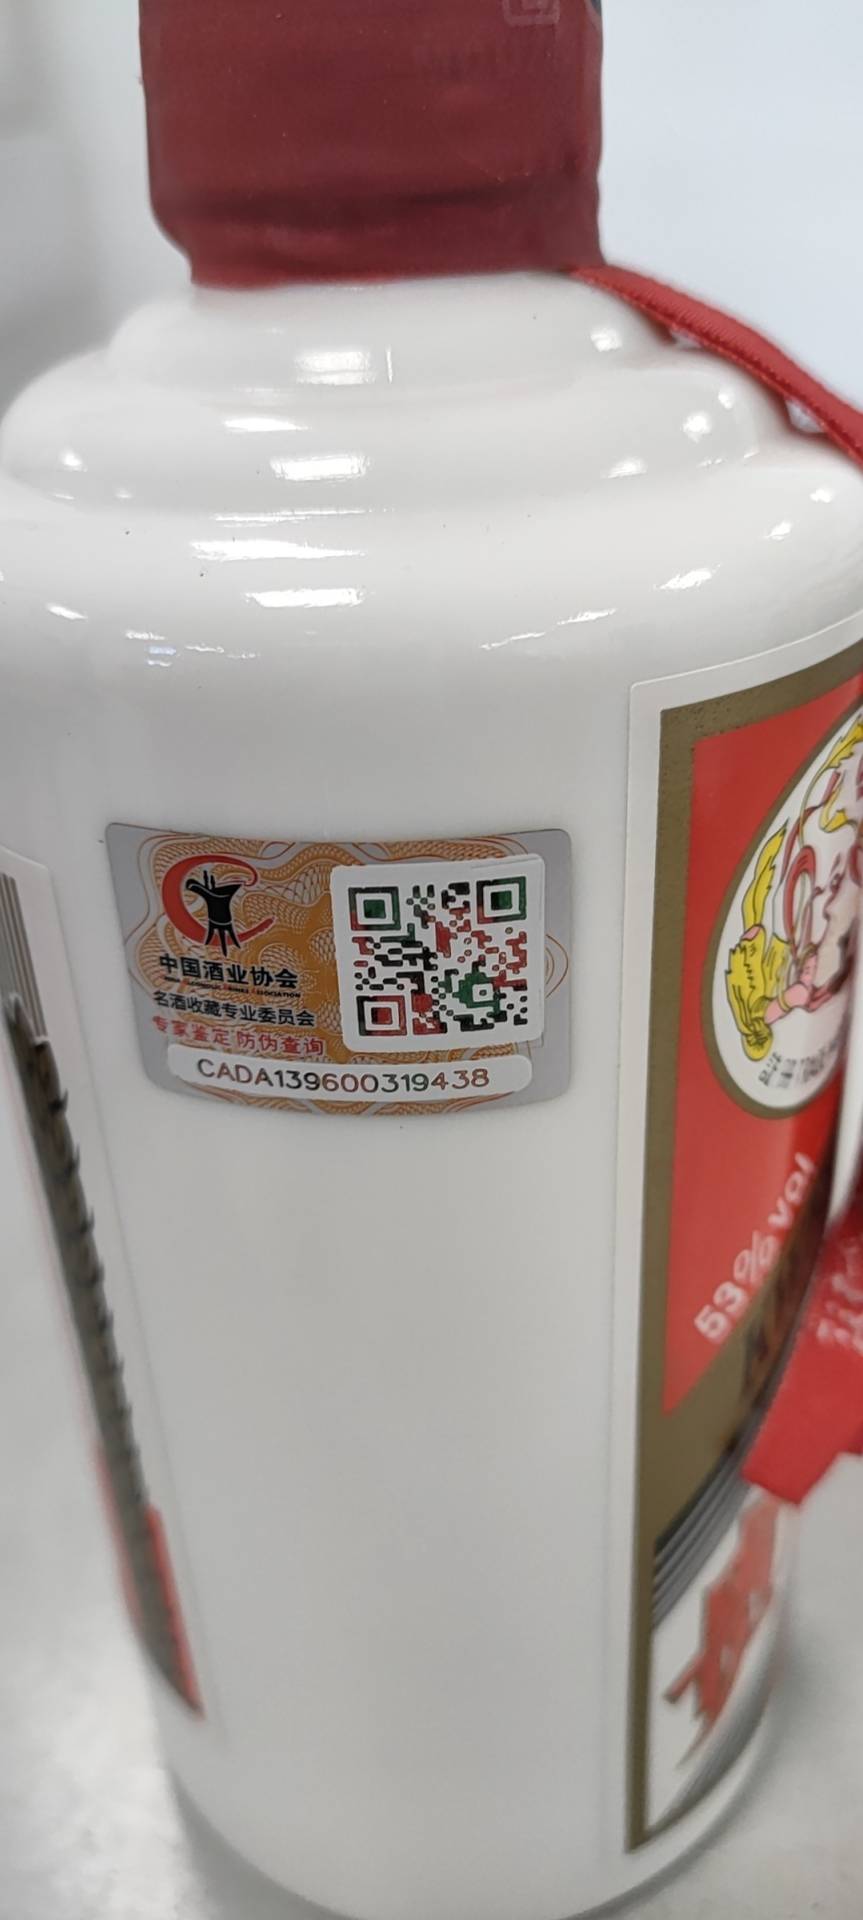 中国酒业协会
名酒收藏专业委员会
专家鉴定 防伪查询
CADA139600319438
53% vol